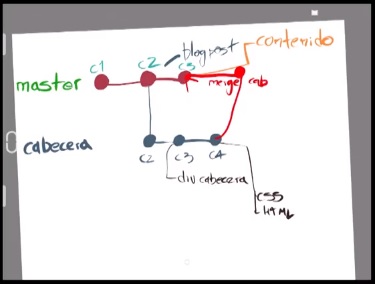 contenido
blogpost
C1 C2 C3
master
merge cab
cabecera
C2 C3 C4
div cabecera
CSS
HTML